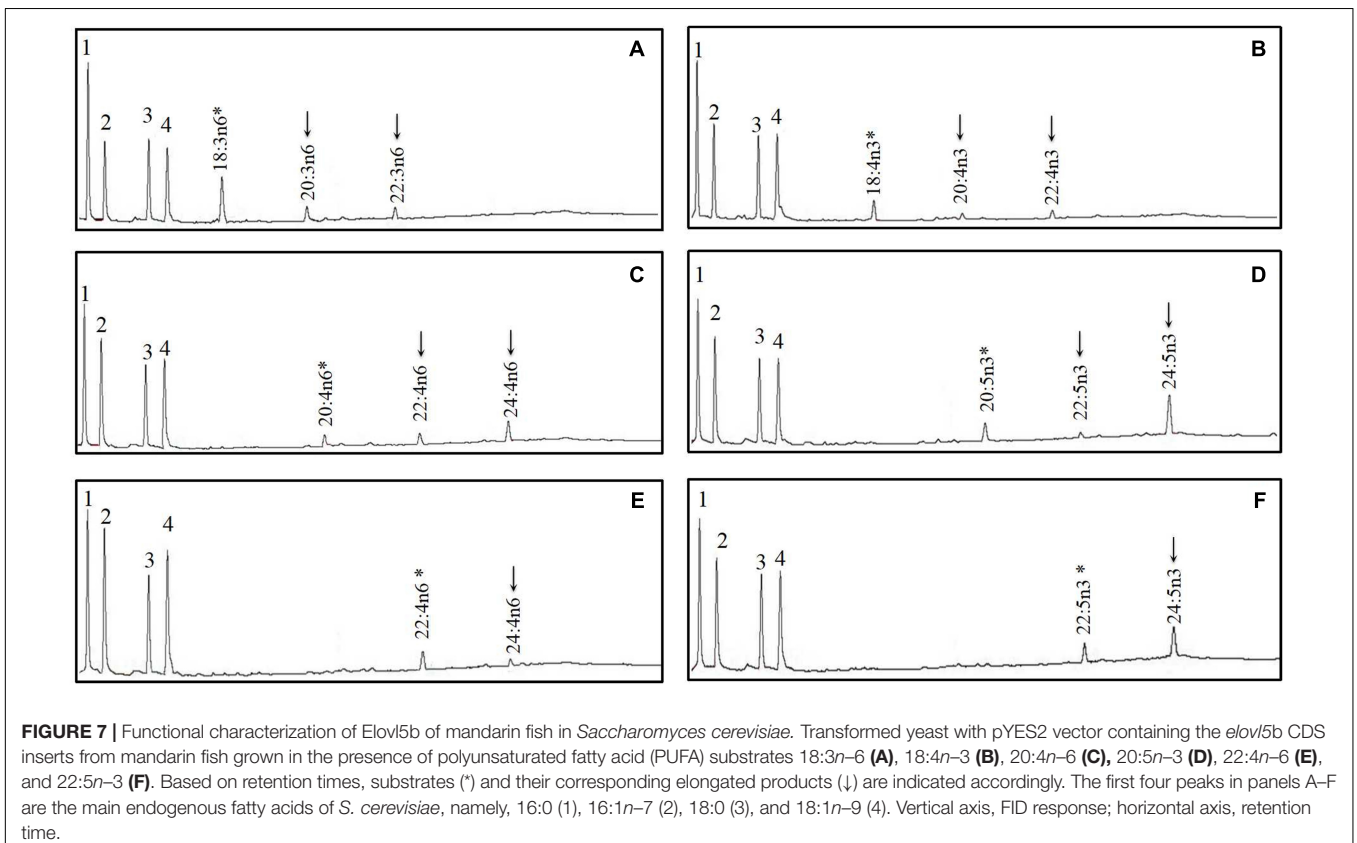 A
1
2
3
4
18:3n6*
↓
20:3n6
↓
22:3n6
B
1
2
3
4
18:4n3*
↓
20:4n3
↓
22:4n3
C
1
2
3
4
20:4n6*
↓
22:4n6
↓
24:4n6
D
1
2
3
4
20:5n3*
↓
22:5n3
↓
24:5n3
E
1
2
3
4
22:4n6 *
↓
24:4n6
F
1
2
3
4
22:5n3 *
↓
24:5n3
FIGURE 7 | Functional characterization of Elovl5b of mandarin fish in Saccharomyces cerevisiae. Transformed yeast with pYES2 vector containing the elovl5b CDS
inserts from mandarin fish grown in the presence of polyunsaturated fatty acid (PUFA) substrates 18:3n–6 (A), 18:4n–3 (B), 20:4n–6 (C), 20:5n–3 (D), 22:4n–6 (E),
and 22:5n–3 (F). Based on retention times, substrates (*) and their corresponding elongated products (↓) are indicated accordingly. The first four peaks in panels A–F
are the main endogenous fatty acids of S. cerevisiae, namely, 16:0 (1), 16:1n–7 (2), 18:0 (3), and 18:1n–9 (4). Vertical axis, FID response; horizontal axis, retention
time.